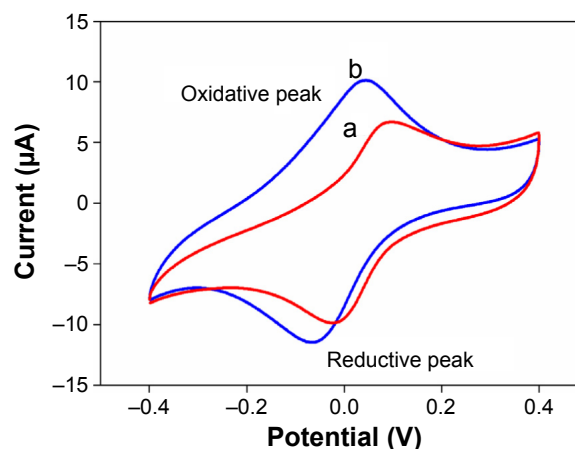 15
10
5
0
–5
–10
–15
Current (µA)
Oxidative peak
b
a
Reductive peak
–0.4
–0.2
0.0
0.2
0.4
Potential (V)